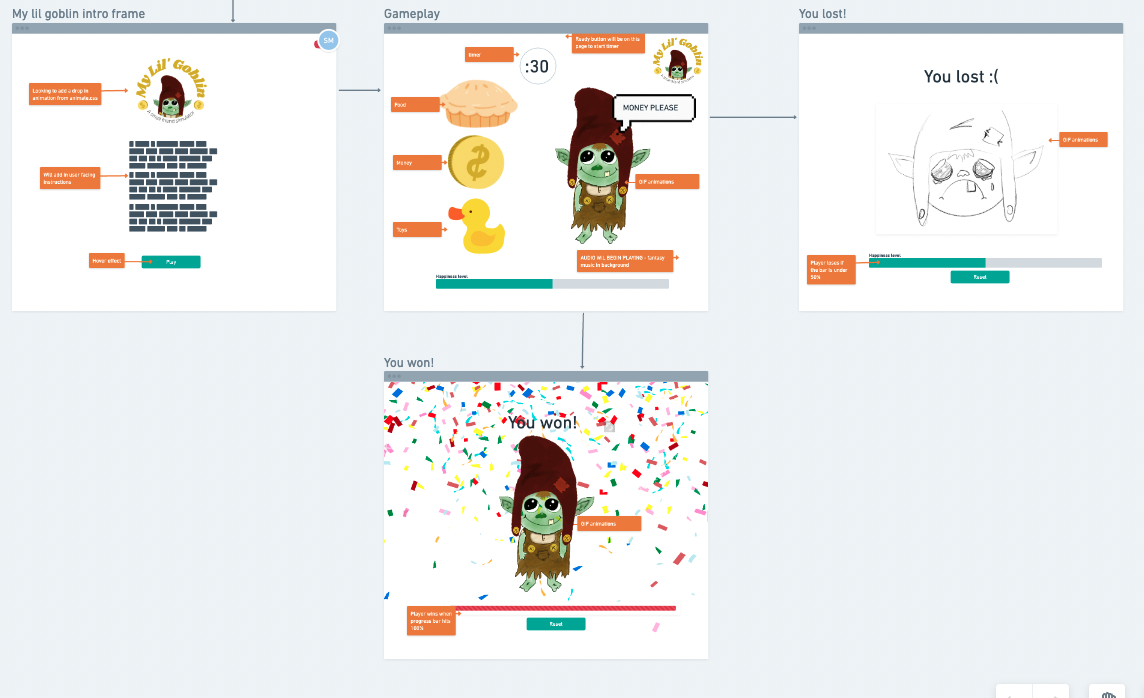 My lil goblin intro frame
SM
My Lil' Goblin
Looking to add a drop in
animation from animate.css
Will add in user facing
instructions
Hover effect
Play
Gameplay
timer
:30
Ready button will be on this
page to start timer
My Lil' Goblin
Food
MONEY PLEASE
Money
GIF animations
Toys
AUDIO WILL BEGIN PLAYING - fantasy
music in background
Happiness level
You lost!
You lost :(
GIF animations
Happiness level
Player loses if
the bar is under
50%
Reset
You won!
You won!
GIF animations
Player wins when
progress bar hits
100%
Reset